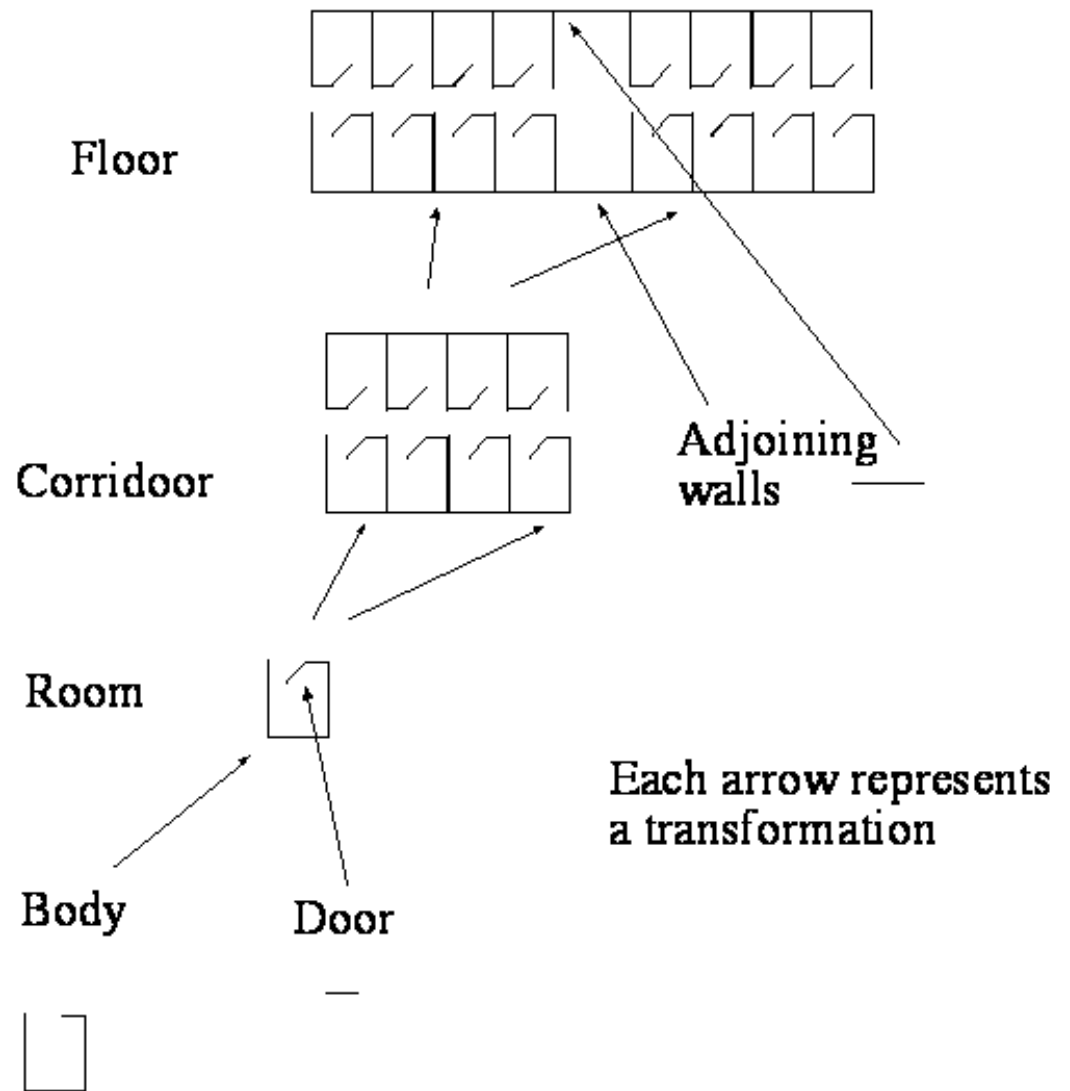 Floor
Adjoining
walls
Corridoor
Room
Each arrow represents
a transformation
Body
Door